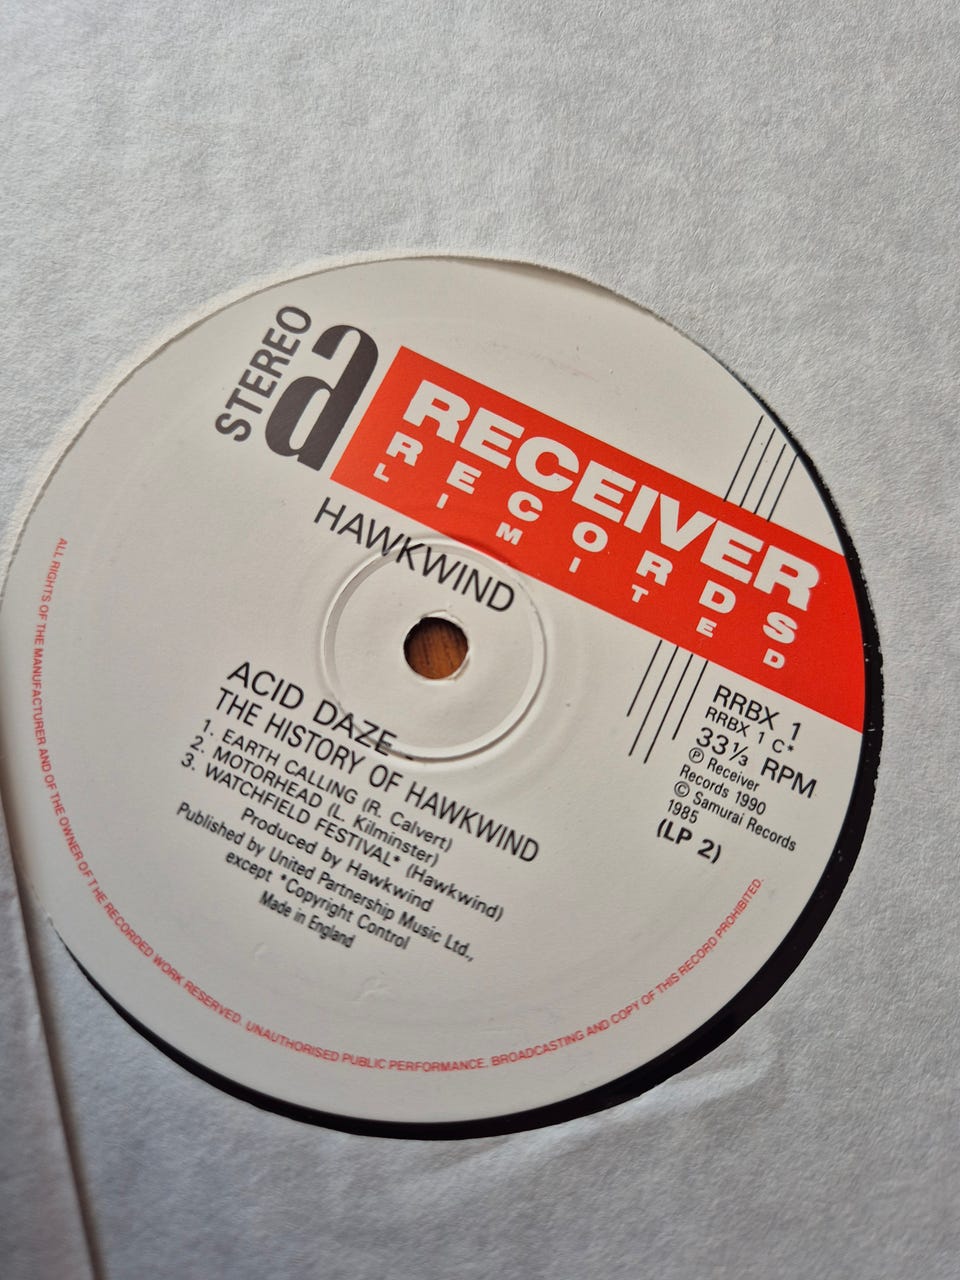 STEREO
a
RECEIVER
RECORDS
LIMITED
HAWKWIND
RRBX 1
RRBX 1 C*
33⅓ RPM
℗ Receiver
Records 1990
© Samurai Records
1985
(LP 2)
ACID DAZE
THE HISTORY OF HAWKWIND
1. EARTH CALLING (R. Calvert)
2. MOTORHEAD (L. Kilminster)
3. WATCHFIELD FESTIVAL* (Hawkwind)
Produced by Hawkwind
Published by United Partnership Music Ltd.,
except *Copyright Control
Made in England
ALL RIGHTS OF THE MANUFACTURER AND OF THE OWNER OF THE RECORDED WORK RESERVED. UNAUTHORISED PUBLIC PERFORMANCE. BROADCASTING AND COPY OF THIS RECORD PROHIBITED.